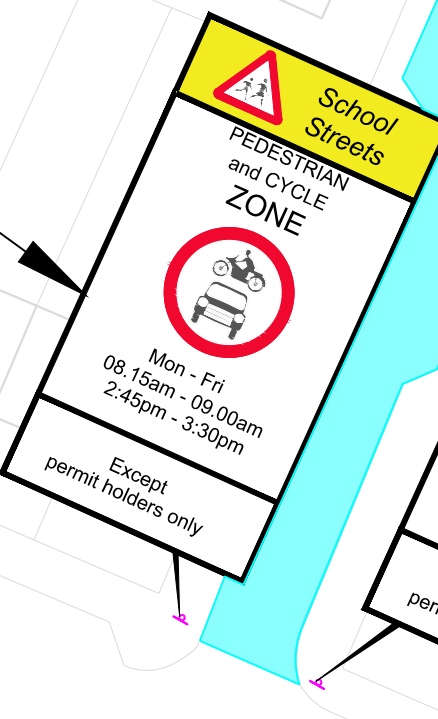 School
Streets
PEDESTRIAN
and CYCLE
ZONE
Mon - Fri
08.15am - 09.00am
2:45pm - 3:30pm
Except
permit holders only